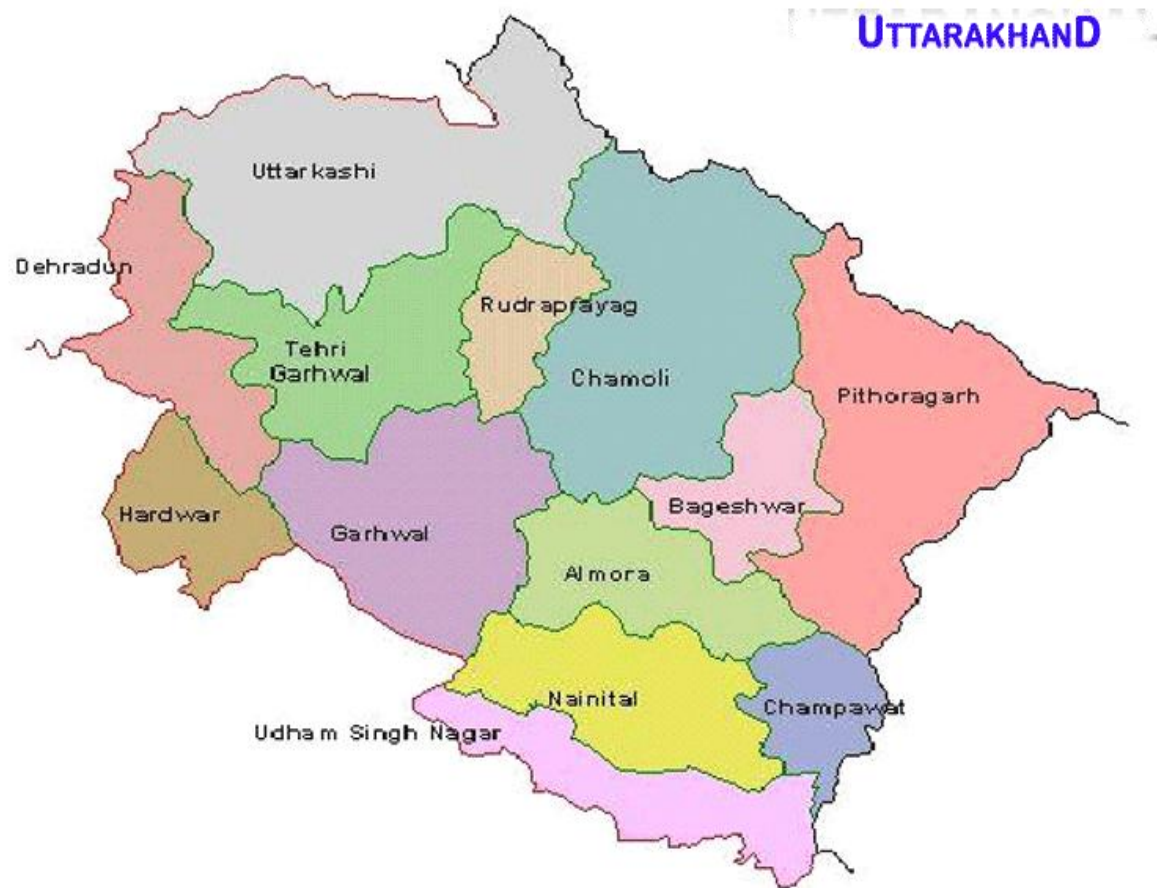 UTTARAKHAND
Uttarkashi
Dehradun
Rudraprayag
Tehri
Garhwal
Chamoli
Pithoragarh
Hardwar
Bageshwar
Garhwal
Almora
Nainital
Champawat
Udham Singh Nagar